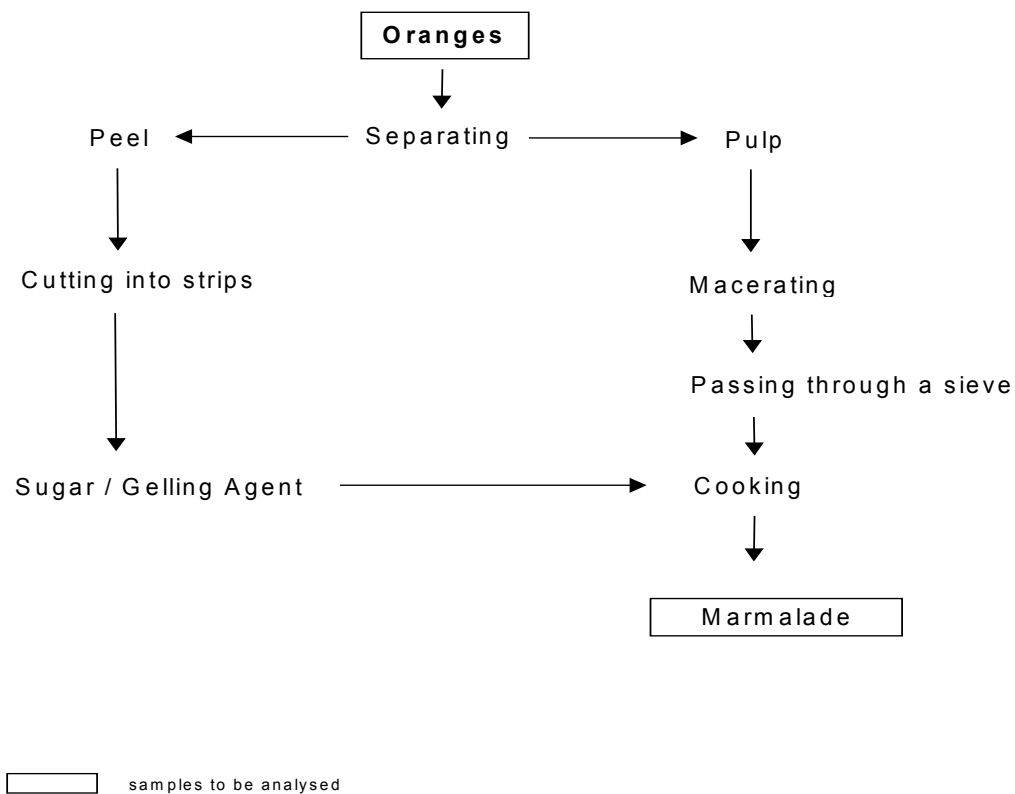 Oranges
Peel
Separating
Pulp
Cutting into strips
Macerating
Passing through a sieve
Sugar / Gelling Agent
Cooking
Marmalade
samples to be analysed